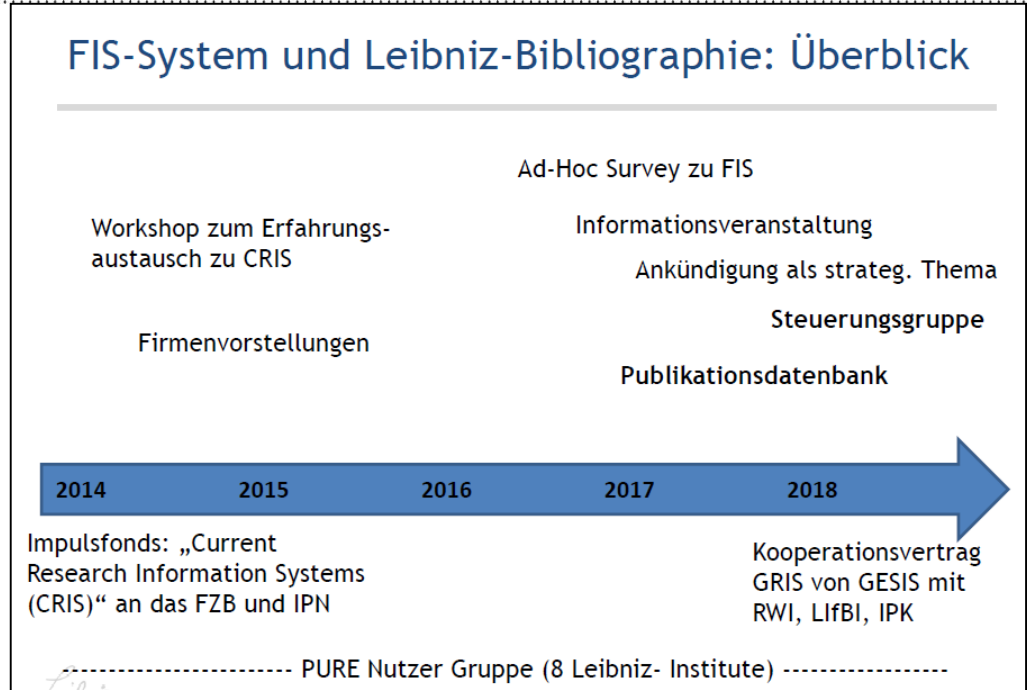 FIS-System und Leibniz-Bibliographie: Überblick
Ad-Hoc Survey zu FIS
Workshop zum Erfahrungs-
austausch zu CRIS
Informationsveranstaltung
Ankündigung als strateg. Thema
Steuerungsgruppe
Firmenvorstellungen
Publikationsdatenbank
2014 2015 2016 2017 2018
Impulsfonds: „Current
Research Information Systems
(CRIS)“ an das FZB und IPN
Kooperationsvertrag
GRIS von GESIS mit
RWI, LIfBI, IPK
------------------------ PURE Nutzer Gruppe (8 Leibniz- Institute) -----------------